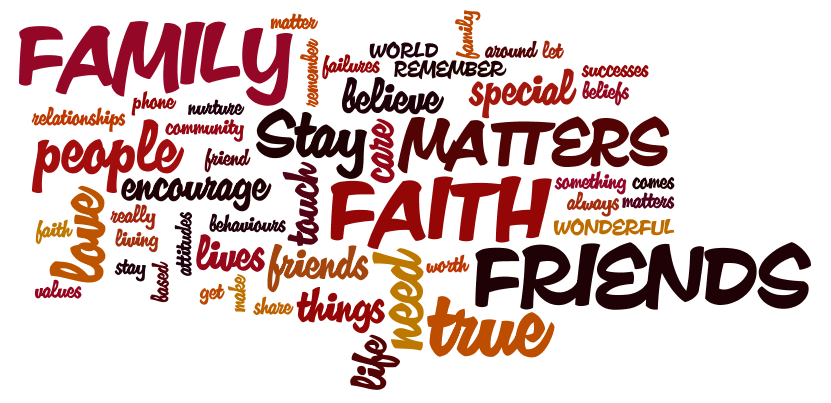 FAMILY
matter
family
WORLD
around
let
remember
failures
REMEMBER
successes
believe
special
beliefs
phone
nurture
relationships
community
Stay
care
MATTERS
people
friend
encourage
touch
FAITH
something
comes
always
matters
love
really
attitudes
behaviours
WONDERFUL
faith
living
lives
friends
need
worth
FRIENDS
stay
based
values
get
make
share
things
true
life